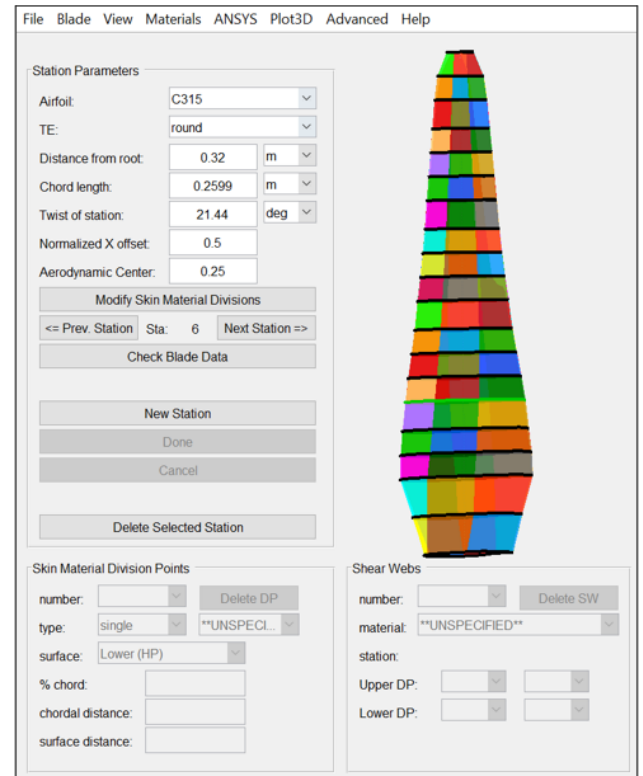 File Blade View Materials ANSYS Plot3D Advanced Help
Station Parameters
Airfoil: C315
TE: round
Distance from root: 0.32 m
Chord length: 0.2599 m
Twist of station: 21.44 deg
Normalized X offset: 0.5
Aerodynamic Center: 0.25
Modify Skin Material Divisions
<= Prev. Station Sta: 6 Next Station =>
Check Blade Data
New Station
Done
Cancel
Delete Selected Station
Skin Material Division Points
number: Delete DP
type: single **UNSPECI...
surface: Lower (HP)
% chord:
chordal distance:
surface distance:
Shear Webs
number: Delete SW
material: **UNSPECIFIED**
station:
Upper DP:
Lower DP: